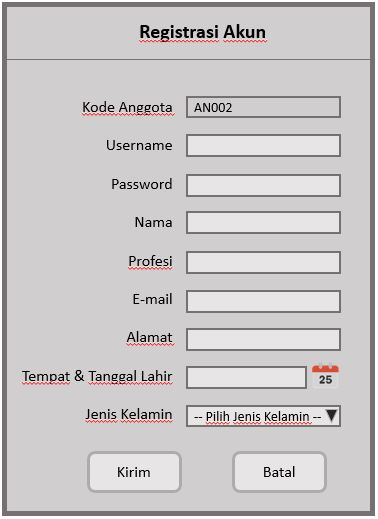 Registrasi Akun
Kode Anggota AN002
Username
Password
Nama
Profesi
E-mail
Alamat
Tempat & Tanggal Lahir 25
Jenis Kelamin -- Pilih Jenis Kelamin --
Kirim Batal